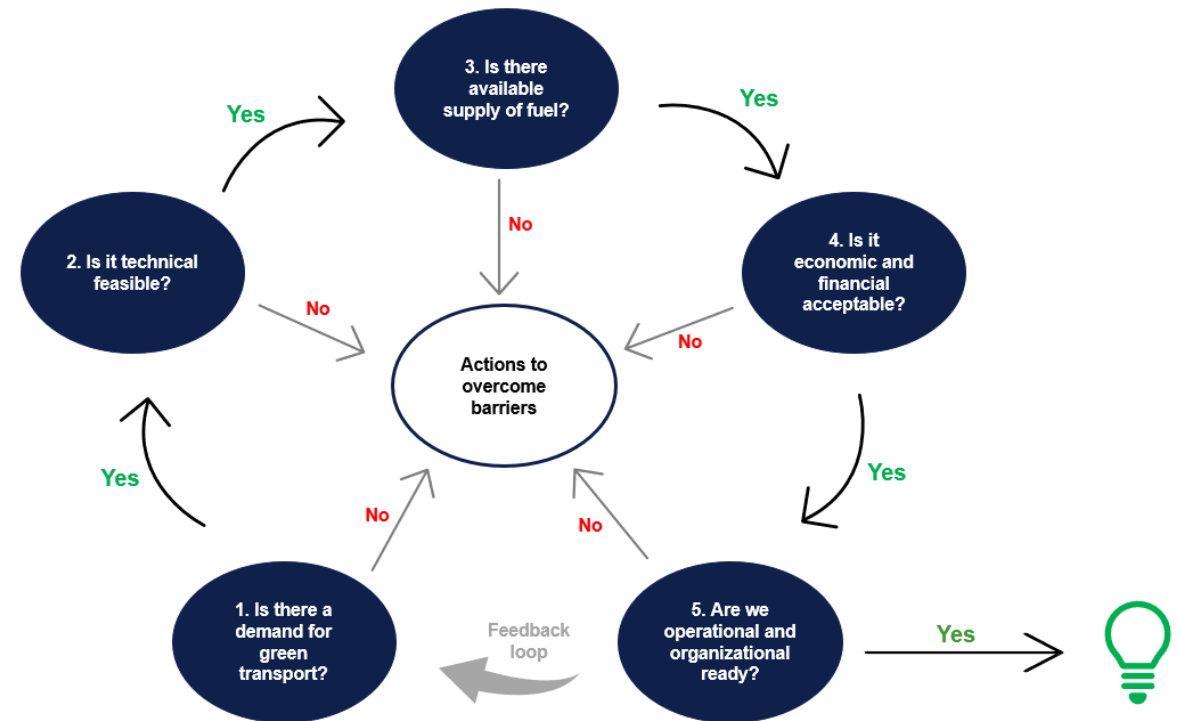 3. Is there
available
supply of fuel?
Yes
Yes
No
2. Is it technical
feasible?
4. Is it
economic and
financial
acceptable?
No
No
Actions to
overcome
barriers
Yes
Yes
No
No
1. Is there a
demand for
green
transport?
Feedback
loop
5. Are we
operational and
organizational
ready?
Yes